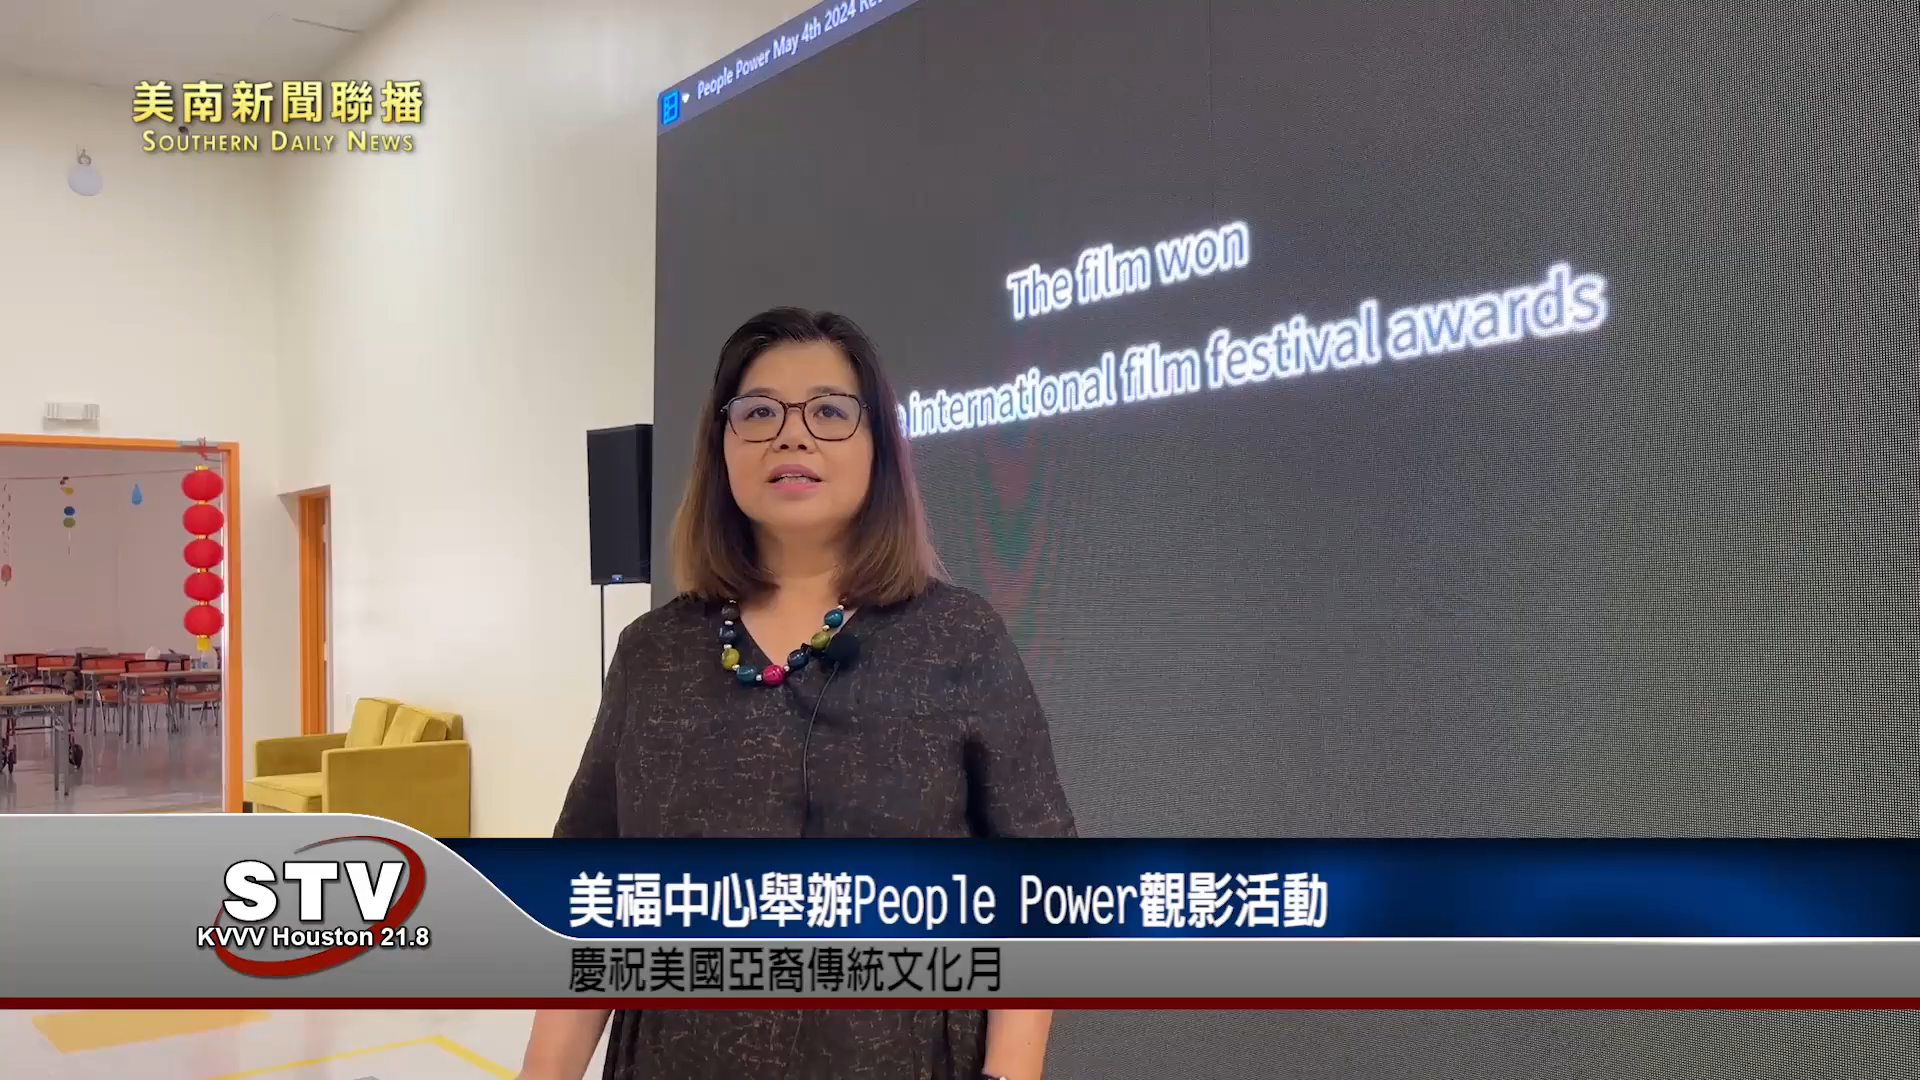 People Power May 4th 2024
美南新聞聯播
SOUTHERN DAILY NEWS
The film won
international film festival awards
STV
KVVV Houston 21.8
美福中心舉辦People Power觀影活動
慶祝美國亞裔傳統文化月